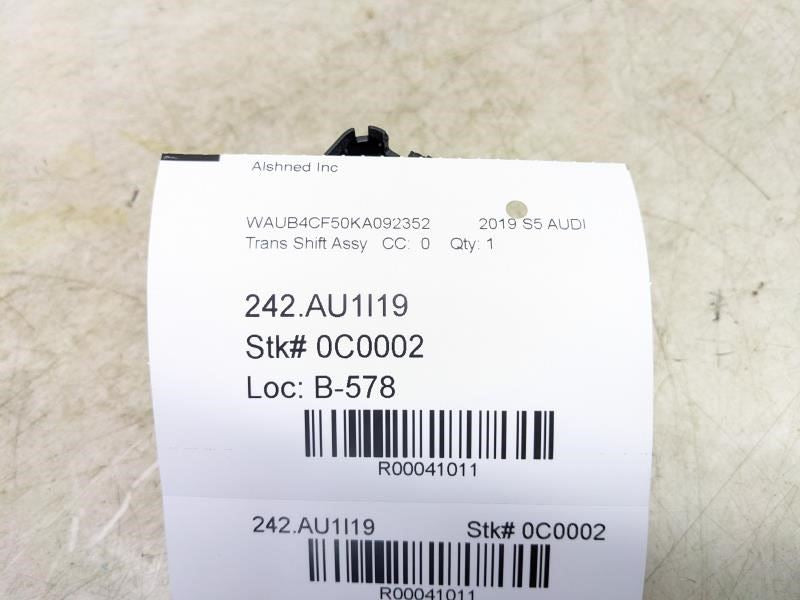 Alshned Inc
WAUB4CF50KA092352 2019 S5 AUDI
Trans Shift Assy CC: 0 Qty: 1
242.AU1I19
Stk# 0C0002
Loc: B-578
R00041011
242.AU1I19 Stk# 0C0002
R00041011